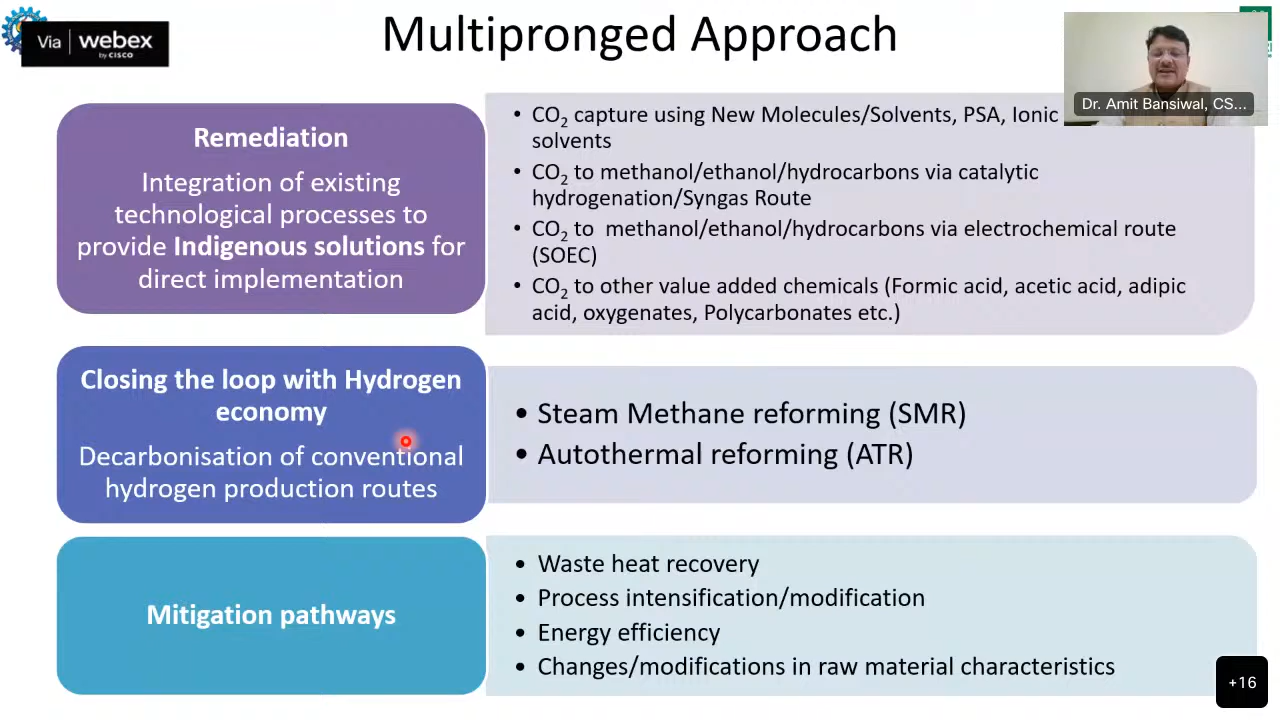 Via | webex
by CISCO
Multipronged Approach
Dr. Amit Bansiwal, CS...
Remediation
Integration of existing
technological processes to
provide Indigenous solutions for
direct implementation
• CO₂ capture using New Molecules/Solvents, PSA, Ionic
solvents
• CO₂ to methanol/ethanol/hydrocarbons via catalytic
hydrogenation/Syngas Route
• CO₂ to  methanol/ethanol/hydrocarbons via electrochemical route
(SOEC)
• CO₂ to other value added chemicals (Formic acid, acetic acid, adipic
acid, oxygenates, Polycarbonates etc.)
Closing the loop with Hydrogen
economy
Decarbonisation of conventional
hydrogen production routes
• Steam Methane reforming (SMR)
• Autothermal reforming (ATR)
Mitigation pathways
• Waste heat recovery
• Process intensification/modification
• Energy efficiency
• Changes/modifications in raw material characteristics
+16